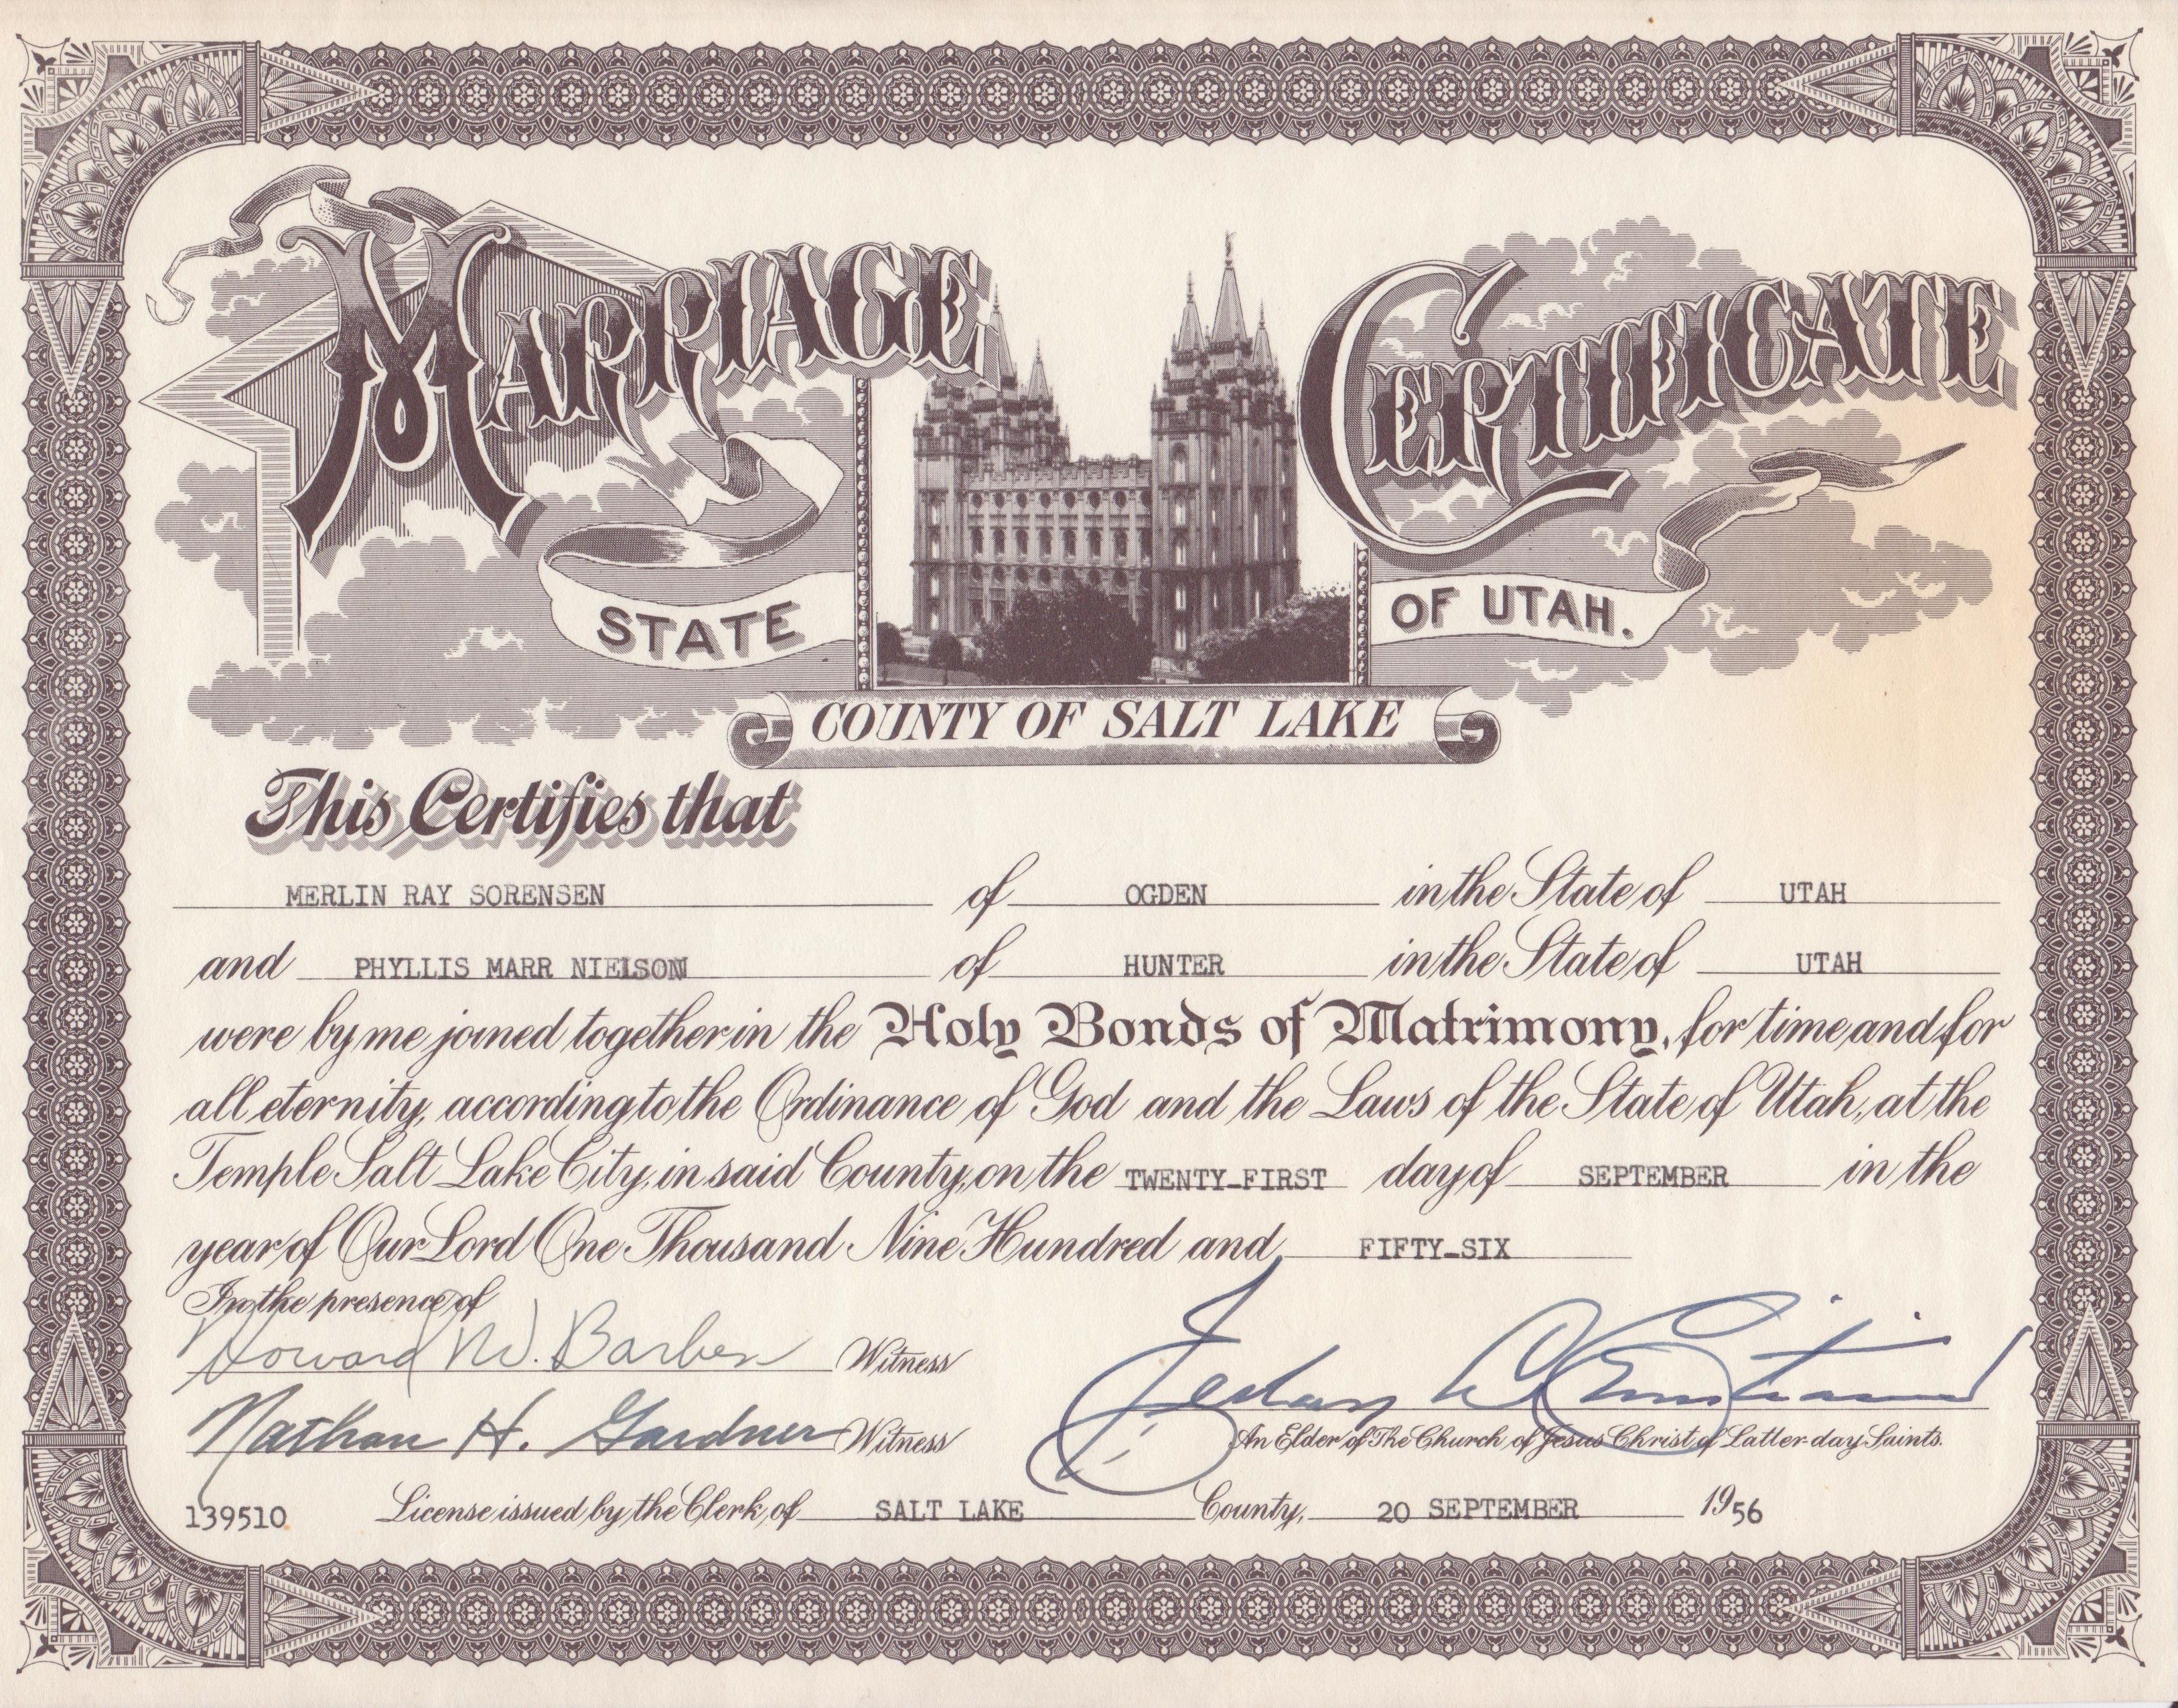 MARRIAGE CERTIFICATE
STATE OF UTAH.
COUNTY OF SALT LAKE
This Certifies that
MERLIN RAY SORENSEN of OGDEN in the State of UTAH
and PHYLLIS MARR NIELSON of HUNTER in the State of UTAH
were by me joined together in the Holy Bonds of Matrimony, for time and for
all eternity, according to the Ordinance of God and the Laws of the State of Utah, at the
Temple Salt Lake City, in said County, on the TWENTY-FIRST day of SEPTEMBER in the
year of Our Lord One Thousand Nine Hundred and FIFTY-SIX
In the presence of
Howard W. Barber Witness
Nathan H. Gardner Witness
An Elder of The Church of Jesus Christ of Latter-day Saints.
139510 License issued by the Clerk of SALT LAKE County, 20 SEPTEMBER 1956